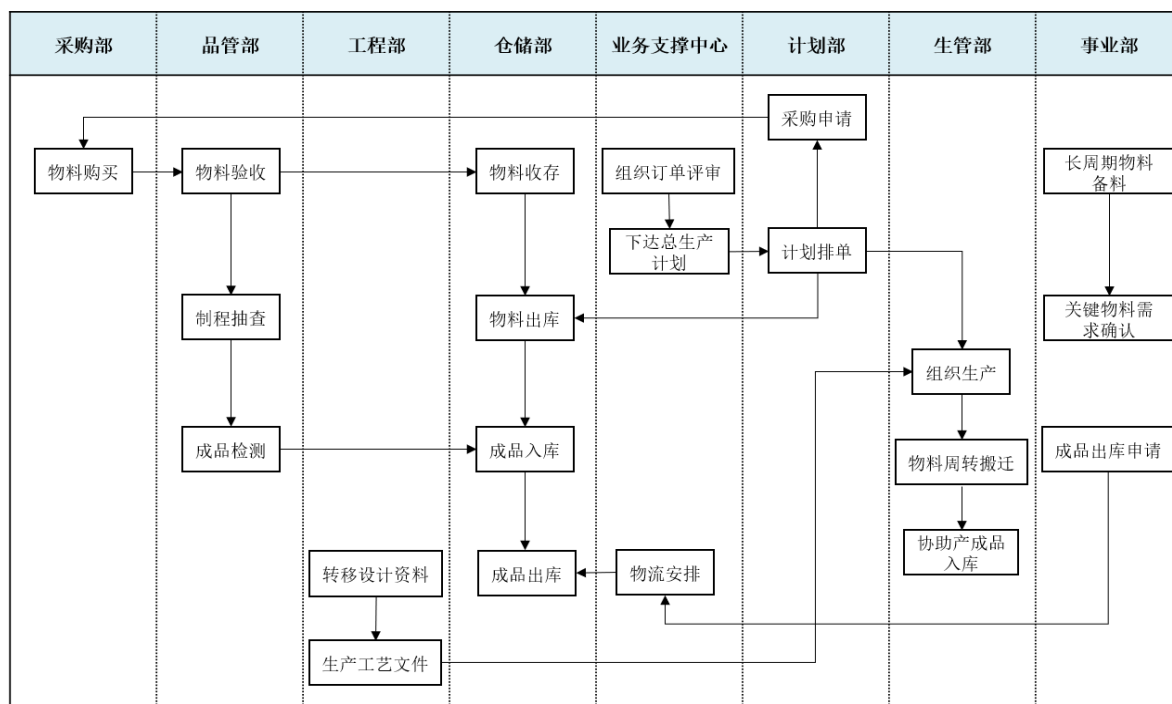 采购部
品管部
工程部
仓储部
业务支撑中心
计划部
生管部
事业部
采购申请
物料购买
物料验收
物料收存
组织订单评审
长周期物料
备料
下达总生产
计划
计划排单
制程抽查
物料出库
关键物料需
求确认
组织生产
成品检测
成品入库
物料周转搬迁
成品出库申请
协助产成品
入库
转移设计资料
成品出库
物流安排
生产工艺文件